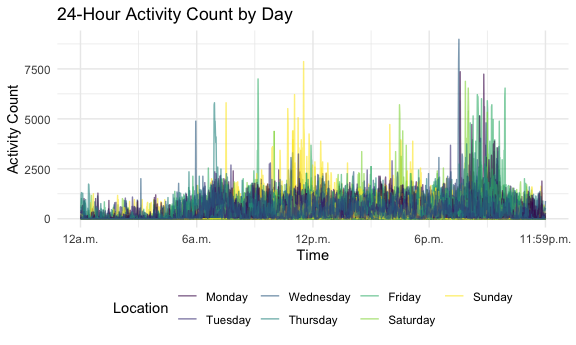 24-Hour Activity Count by Day
Activity Count
7500
5000
2500
0
12a.m.
6a.m.
12p.m.
6p.m.
11:59p.m.
Time
Location
Monday
Wednesday
Friday
Sunday
Tuesday
Thursday
Saturday